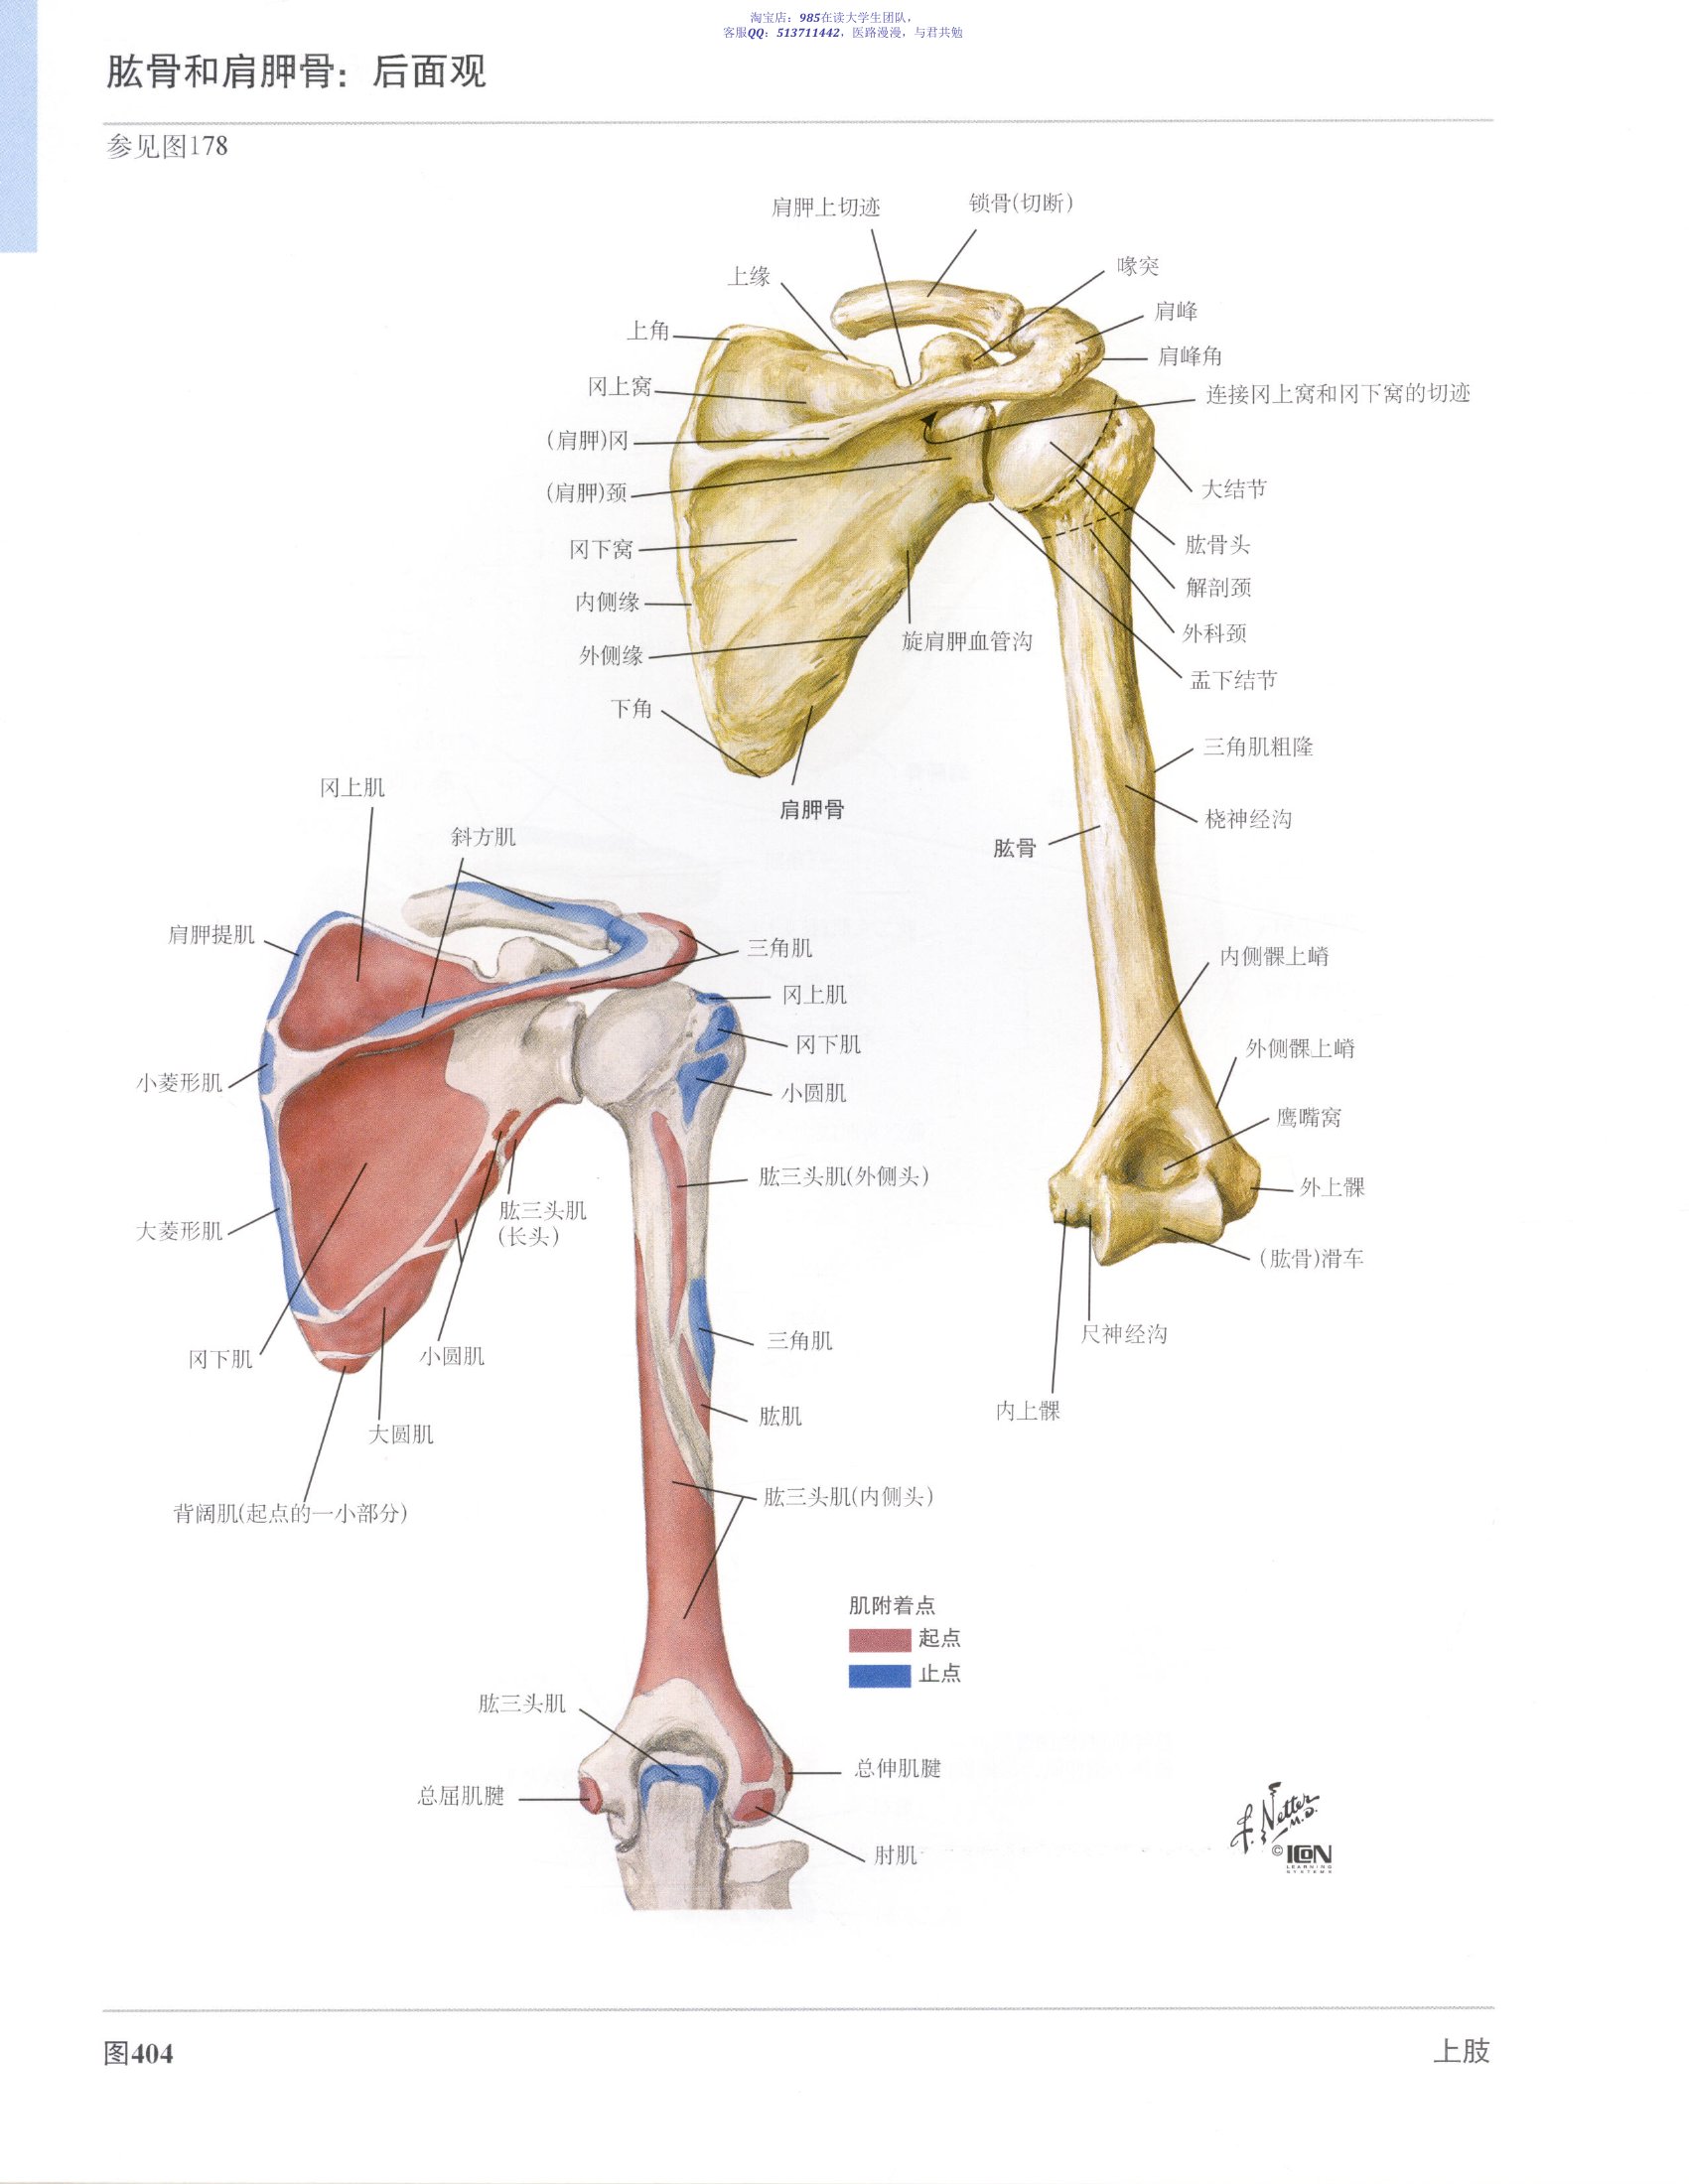 淘宝店：985在读大学生团队，
客服QQ：513711442，医路漫漫，与君共勉
肱骨和肩胛骨：后面观
参见图178
肩胛上切迹
锁骨(切断)
上缘
喙突
上角
肩峰
肩峰角
冈上窝
连接冈上窝和冈下窝的切迹
(肩胛)冈
(肩胛)颈
大结节
冈下窝
肱骨头
内侧缘
解剖颈
外侧缘
旋肩胛血管沟
外科颈
下角
盂下结节
三角肌粗隆
肩胛骨
桡神经沟
肱骨
内侧髁上嵴
外侧髁上嵴
鹰嘴窝
外上髁
(肱骨)滑车
尺神经沟
内上髁
冈上肌
斜方肌
肩胛提肌
三角肌
冈上肌
冈下肌
小菱形肌
小圆肌
肱三头肌(外侧头)
肱三头肌
(长头)
大菱形肌
三角肌
冈下肌
小圆肌
肱肌
大圆肌
肱三头肌(内侧头)
背阔肌(起点的一小部分)
肌附着点
起点
止点
肱三头肌
总伸肌腱
总屈肌腱
肘肌
F. Netter
M.D.
© ICON
LEARNING
SYSTEMS
图404
上肢